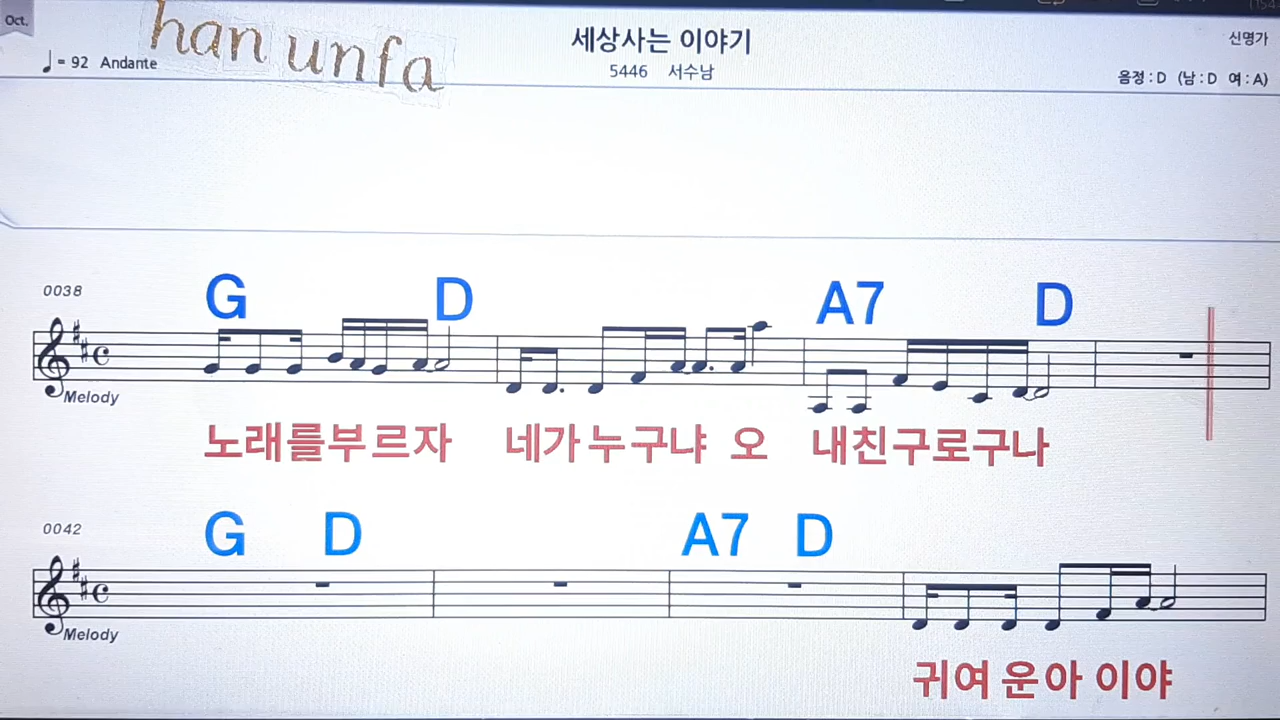 Oct.
han unfa
♩= 92 Andante
세상사는 이야기
5446 서수남
신명가
음정 : D (남 : D 여 : A)
0038
G D A7 D
Melody
노래를부르자 네가누구냐 오 내친구로구나
0042
G D A7 D
Melody
귀여운아이야